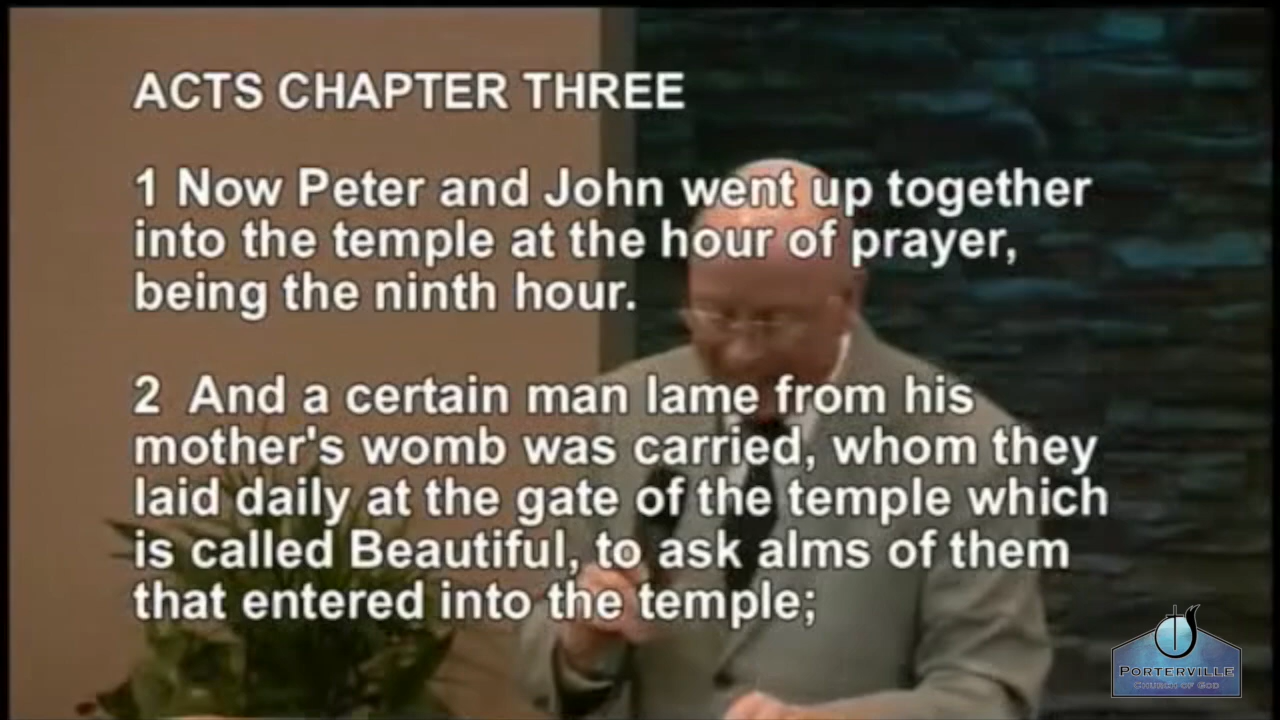 ACTS CHAPTER THREE
1 Now Peter and John went up together
into the temple at the hour of prayer,
being the ninth hour.
2 And a certain man lame from his
mother's womb was carried, whom they
laid daily at the gate of the temple which
is called Beautiful, to ask alms of them
that entered into the temple;
PORTERVILLE
CHURCH OF GOD